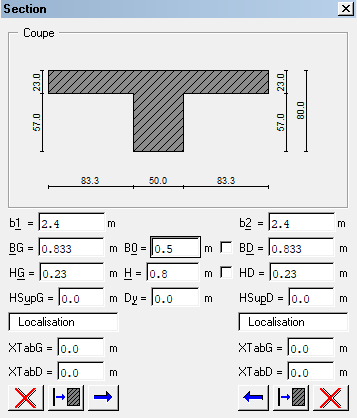 Section
Coupe
23.0
57.0
23.0
57.0
80.0
83.3 50.0 83.3
b1 = 2.4 m b2 = 2.4 m
BG = 0.833 m B0 = 0.5 m BD = 0.833 m
HG = 0.23 m H = 0.8 m HD = 0.23 m
HSupG = 0.0 m Dy = 0.0 m HSupD = 0.0 m
Localisation Localisation
XTabG = 0.0 m XTabG = 0.0 m
XTabD = 0.0 m XTabD = 0.0 m